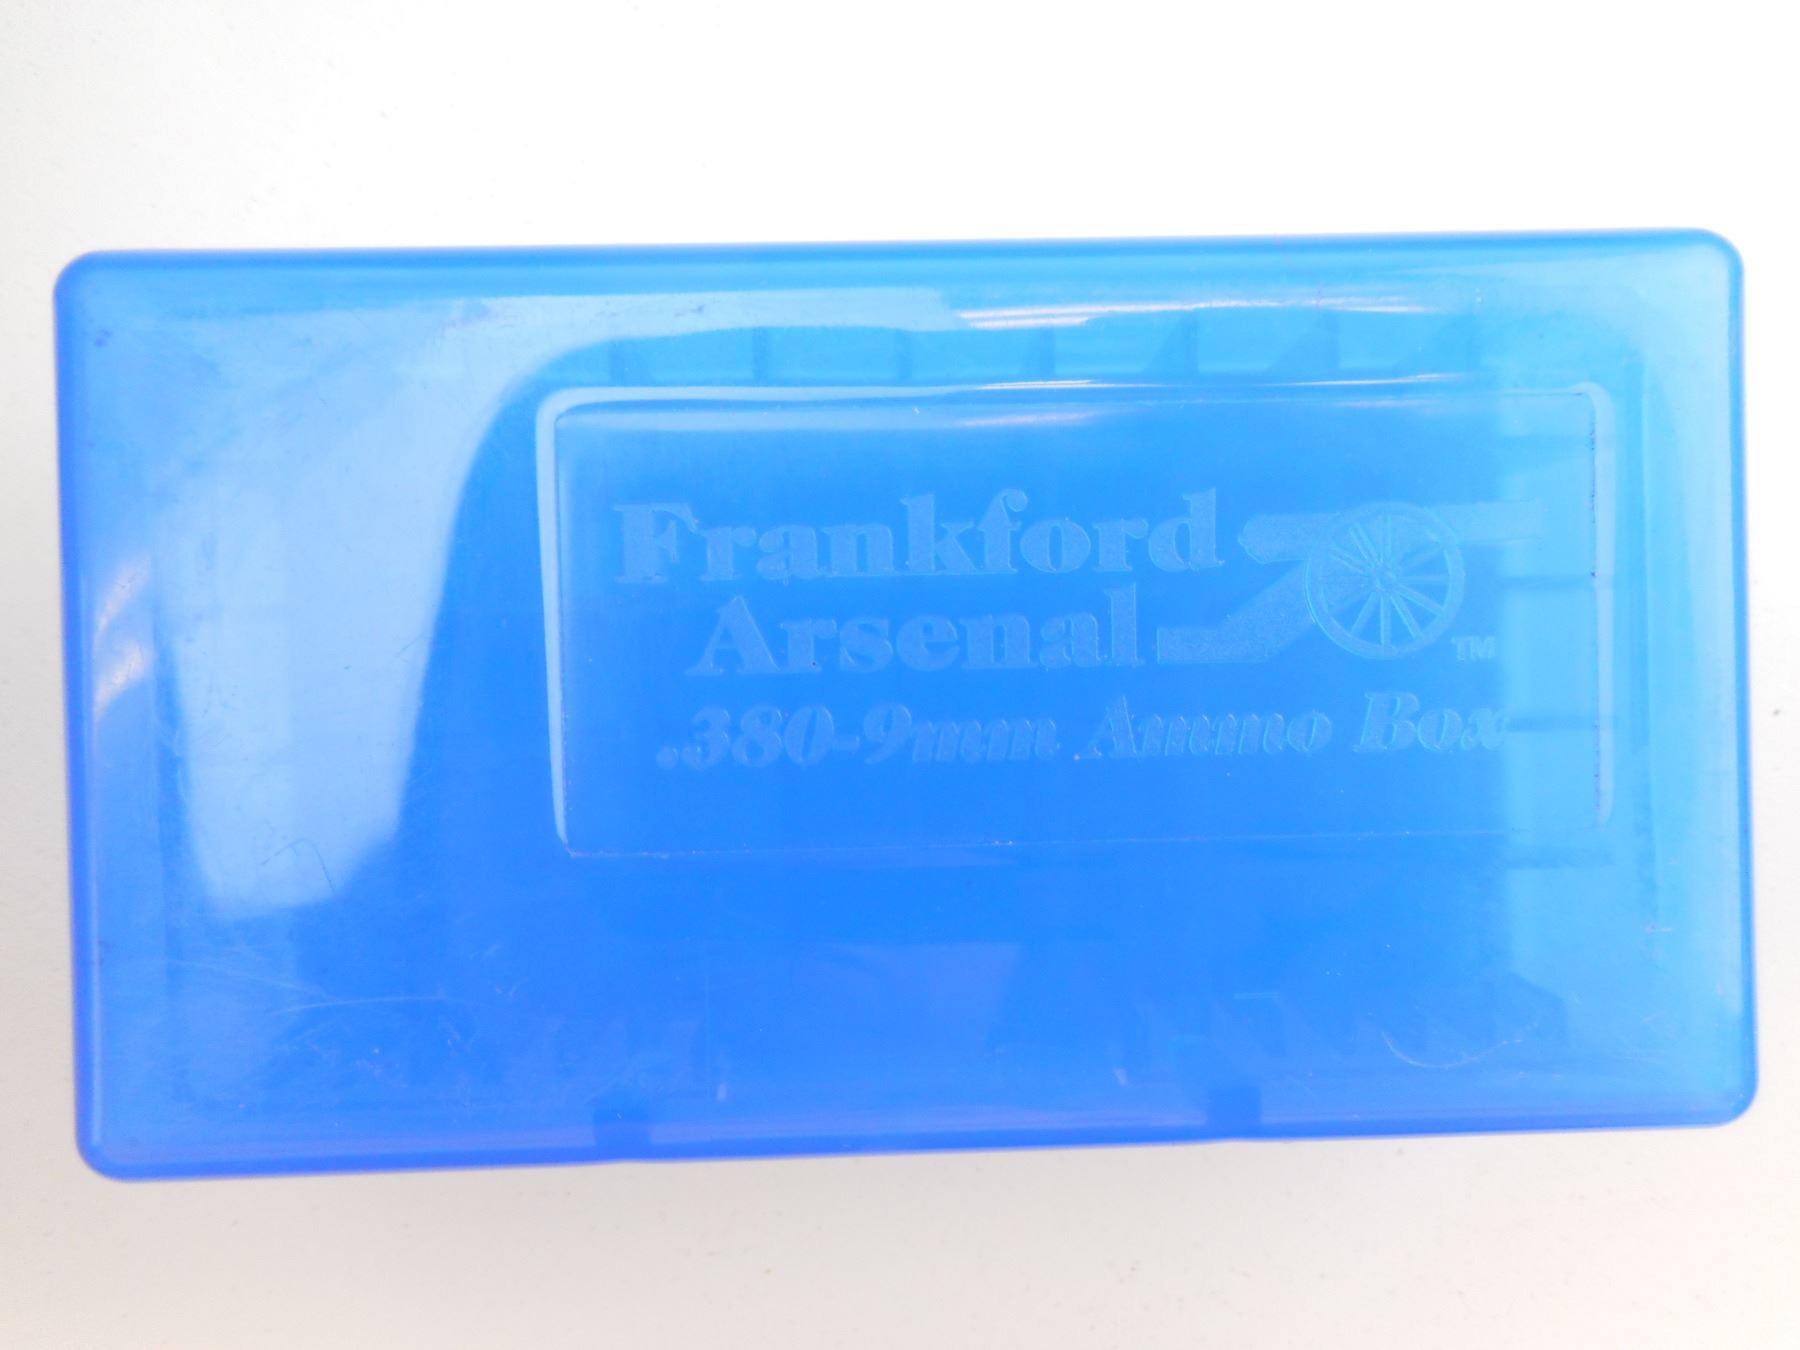 Frankford
Arsenal
TM
.380-9mm Ammo Box